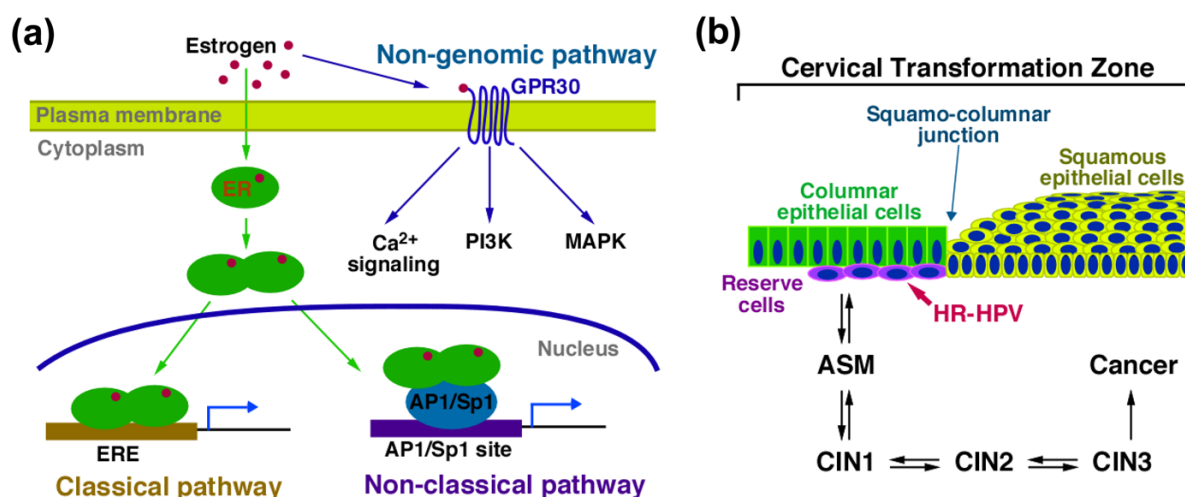 (a)
Estrogen
Non-genomic pathway
GPR30
Plasma membrane
Cytoplasm
ER
Ca2+
signaling
PI3K
MAPK
Nucleus
AP1/Sp1
ERE
AP1/Sp1 site
Classical pathway
Non-classical pathway
(b)
Cervical Transformation Zone
Squamo-columnar
junction
Squamous
epithelial cells
Columnar
epithelial cells
Reserve
cells
HR-HPV
ASM
Cancer
CIN1
CIN2
CIN3